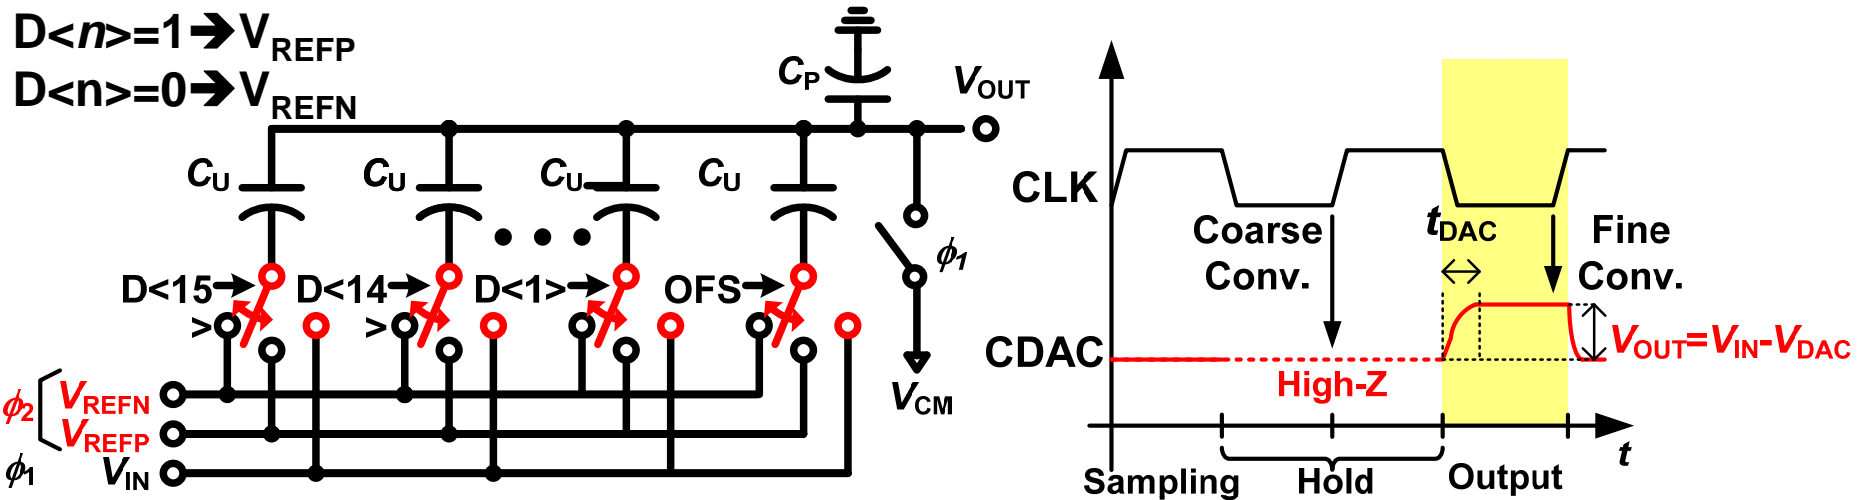 D<n>=1➔VREFP
D<n>=0➔VREFN
CP
VOUT
CU
CU
CU
CU
D<15
>
D<14
>
D<1>
OFS
ϕ1
VCM
ϕ2
VREFN
VREFP
ϕ1
VIN
CLK
Coarse
Conv.
tDAC
Fine
Conv.
CDAC
High-Z
VOUT=VIN-VDAC
t
Sampling
Hold
Output